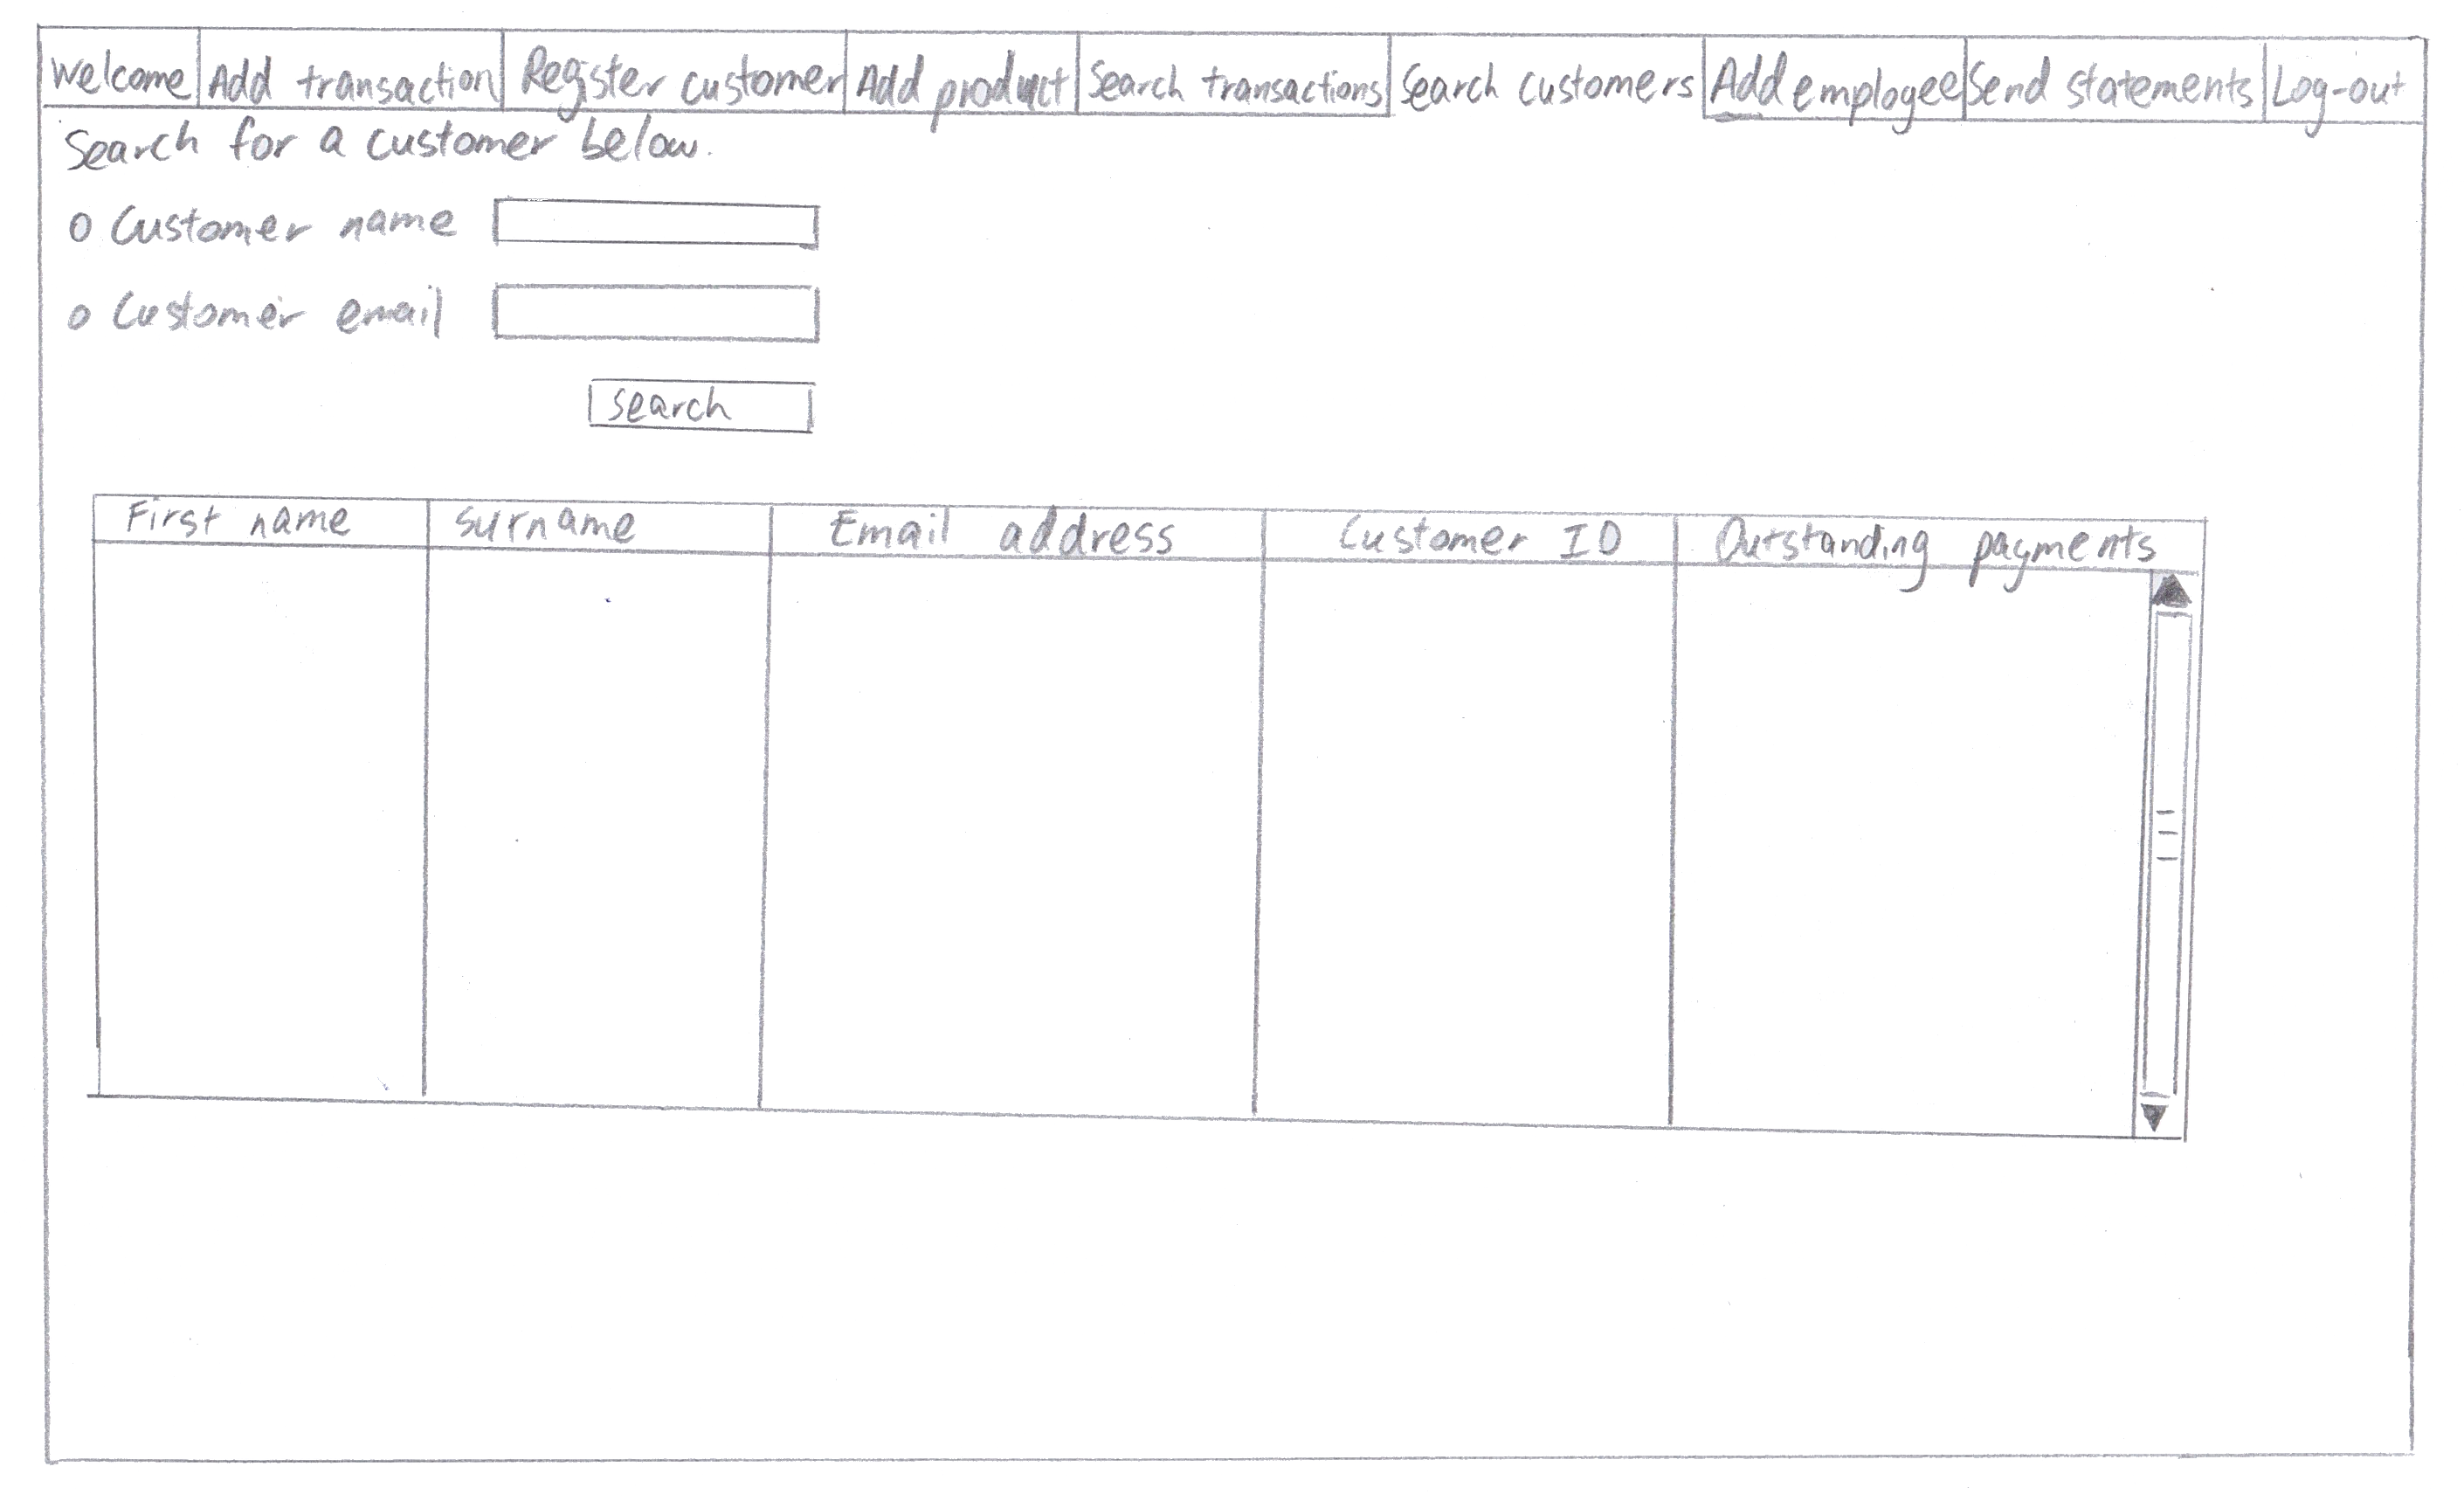 Welcome Add transaction Register customer Add product Search transactions Search customers Add employee Send statements Log-out
Search for a customer below.
o Customer name
o Customer email
search
First name surname Email address Customer ID Outstanding payments